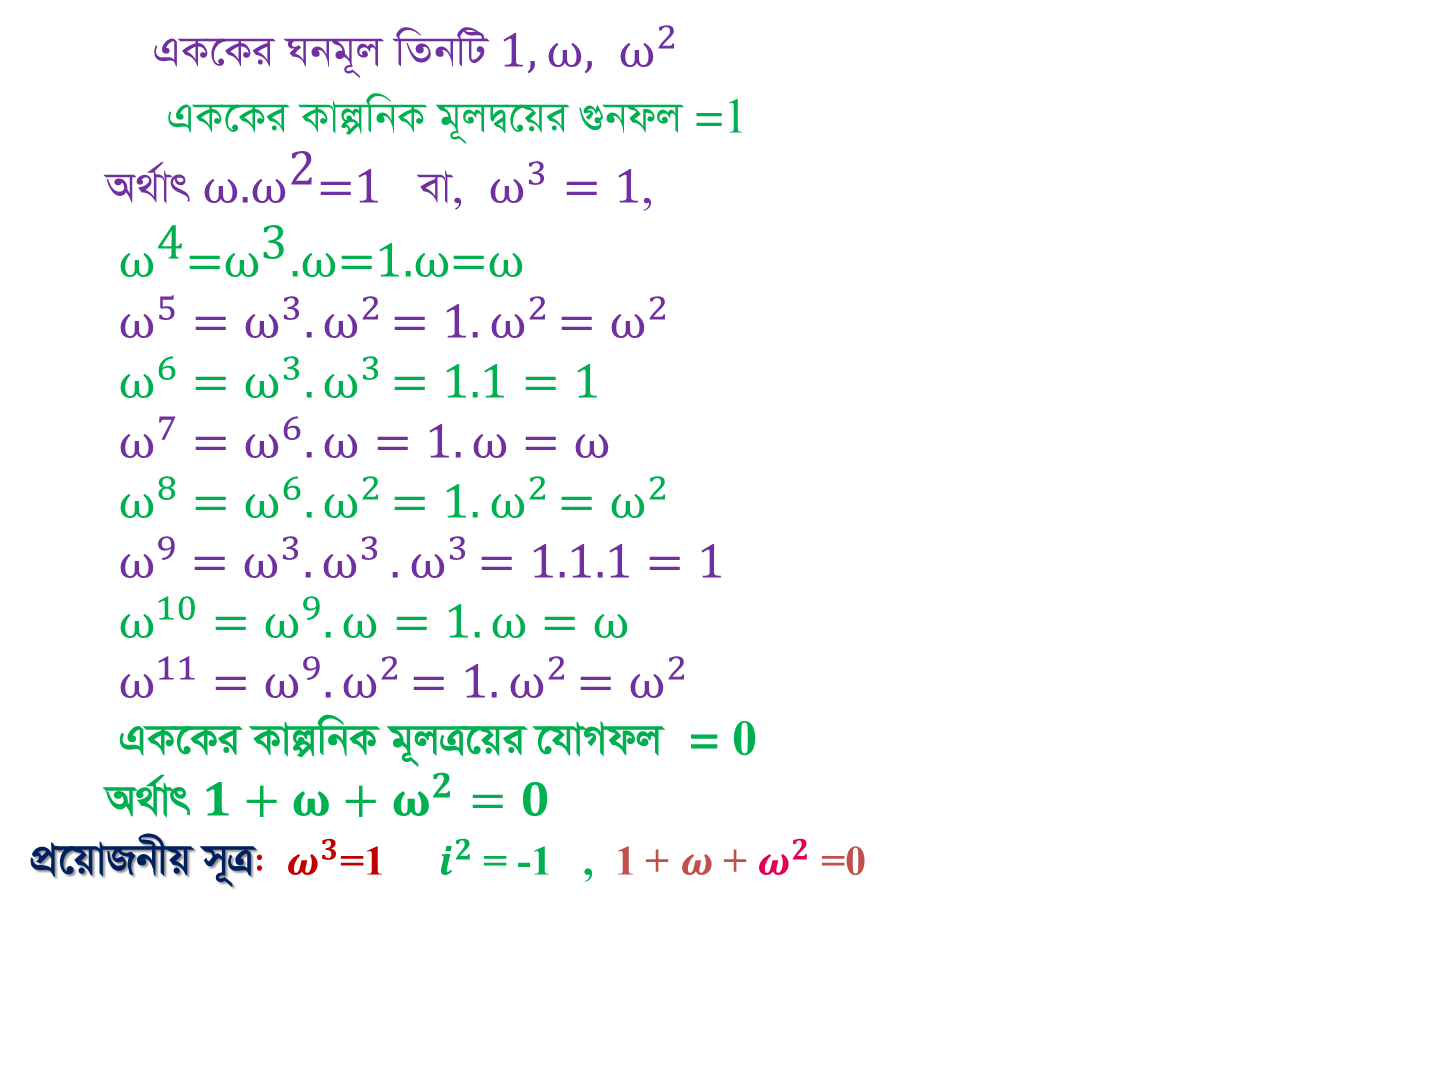 এককের ঘনমূল তিনটি 1, ω, ω²
এককের কাল্পনিক মূলদ্বয়ের গুনফল =1
অর্থাৎ ω.ω²=1 বা, ω³ = 1,
ω⁴=ω³.ω=1.ω=ω
ω⁵ = ω³. ω² = 1. ω² = ω²
ω⁶ = ω³. ω³ = 1.1 = 1
ω⁷ = ω⁶. ω = 1. ω = ω
ω⁸ = ω⁶. ω² = 1. ω² = ω²
ω⁹ = ω³. ω³ . ω³ = 1.1.1 = 1
ω¹⁰ = ω⁹. ω = 1. ω = ω
ω¹¹ = ω⁹. ω² = 1. ω² = ω²
এককের কাল্পনিক মূলত্রয়ের যোগফল = 0
অর্থাৎ 1 + ω + ω² = 0
প্রয়োজনীয় সূত্র: ω³=1 i² = -1 , 1 + ω + ω² =0